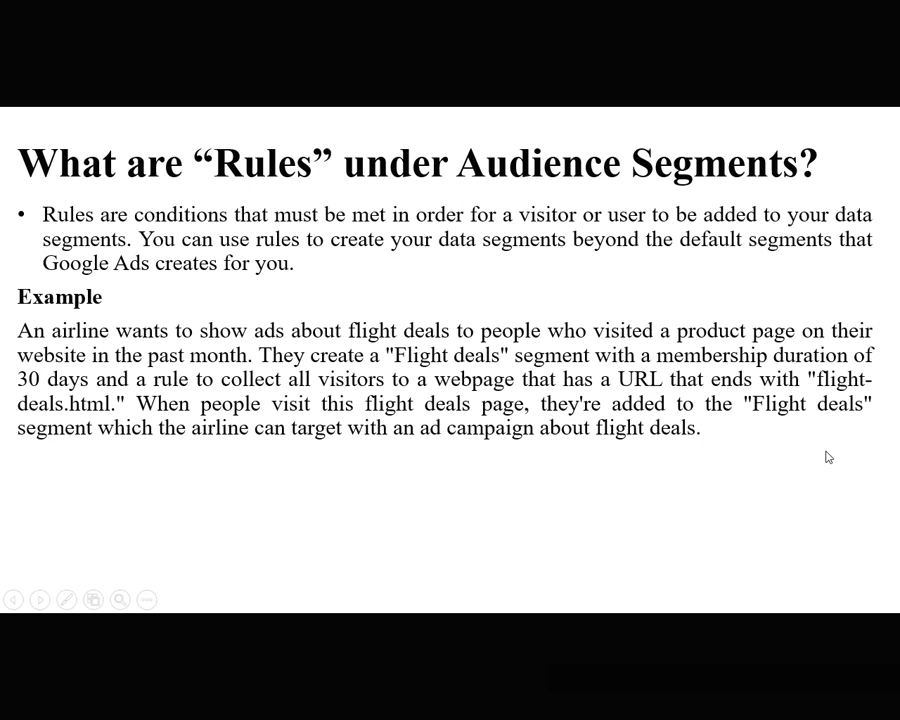 What are “Rules” under Audience Segments?
• Rules are conditions that must be met in order for a visitor or user to be added to your data
segments. You can use rules to create your data segments beyond the default segments that
Google Ads creates for you.
Example
An airline wants to show ads about flight deals to people who visited a product page on their
website in the past month. They create a "Flight deals" segment with a membership duration of
30 days and a rule to collect all visitors to a webpage that has a URL that ends with "flight-
deals.html." When people visit this flight deals page, they're added to the "Flight deals"
segment which the airline can target with an ad campaign about flight deals.